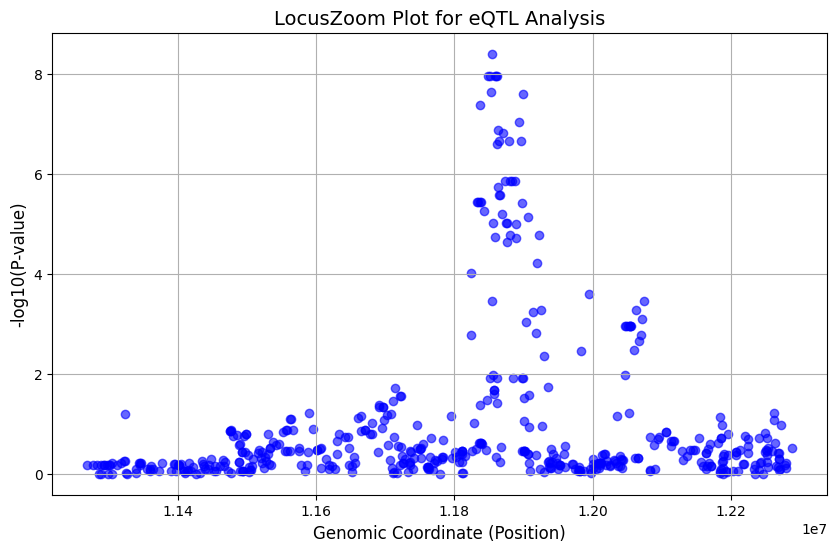 LocusZoom Plot for eQTL Analysis
-log10(P-value)
8
6
4
2
0
1.14 1.16 1.18 1.20 1.22
1e7
Genomic Coordinate (Position)